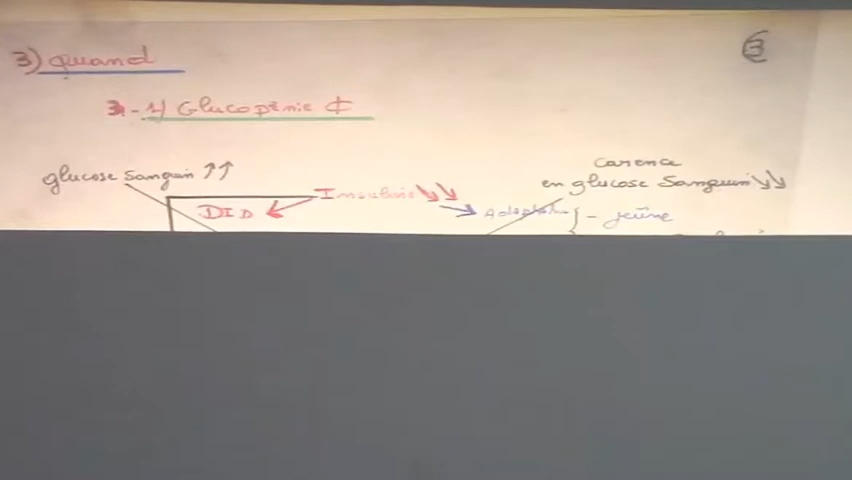 3) quand
3
3-1) Glucopénie ₵
carence
glucose sanguin ↑↑
en glucose sanguin ↓↓
Insuline ↓↓
DID
Adaptation { - jeûne